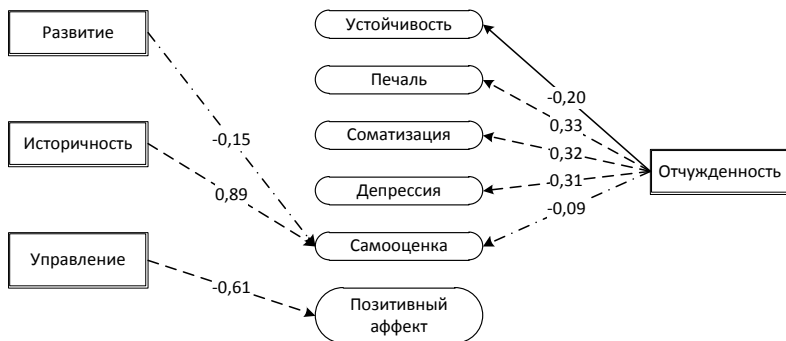 Развитие
Историчность
Управление
Устойчивость
Печаль
Соматизация
Депрессия
Самооценка
Позитивный
аффект
Отчужденность
-0,15
0,89
-0,61
-0,20
0,33
0,32
0,31
-0,09